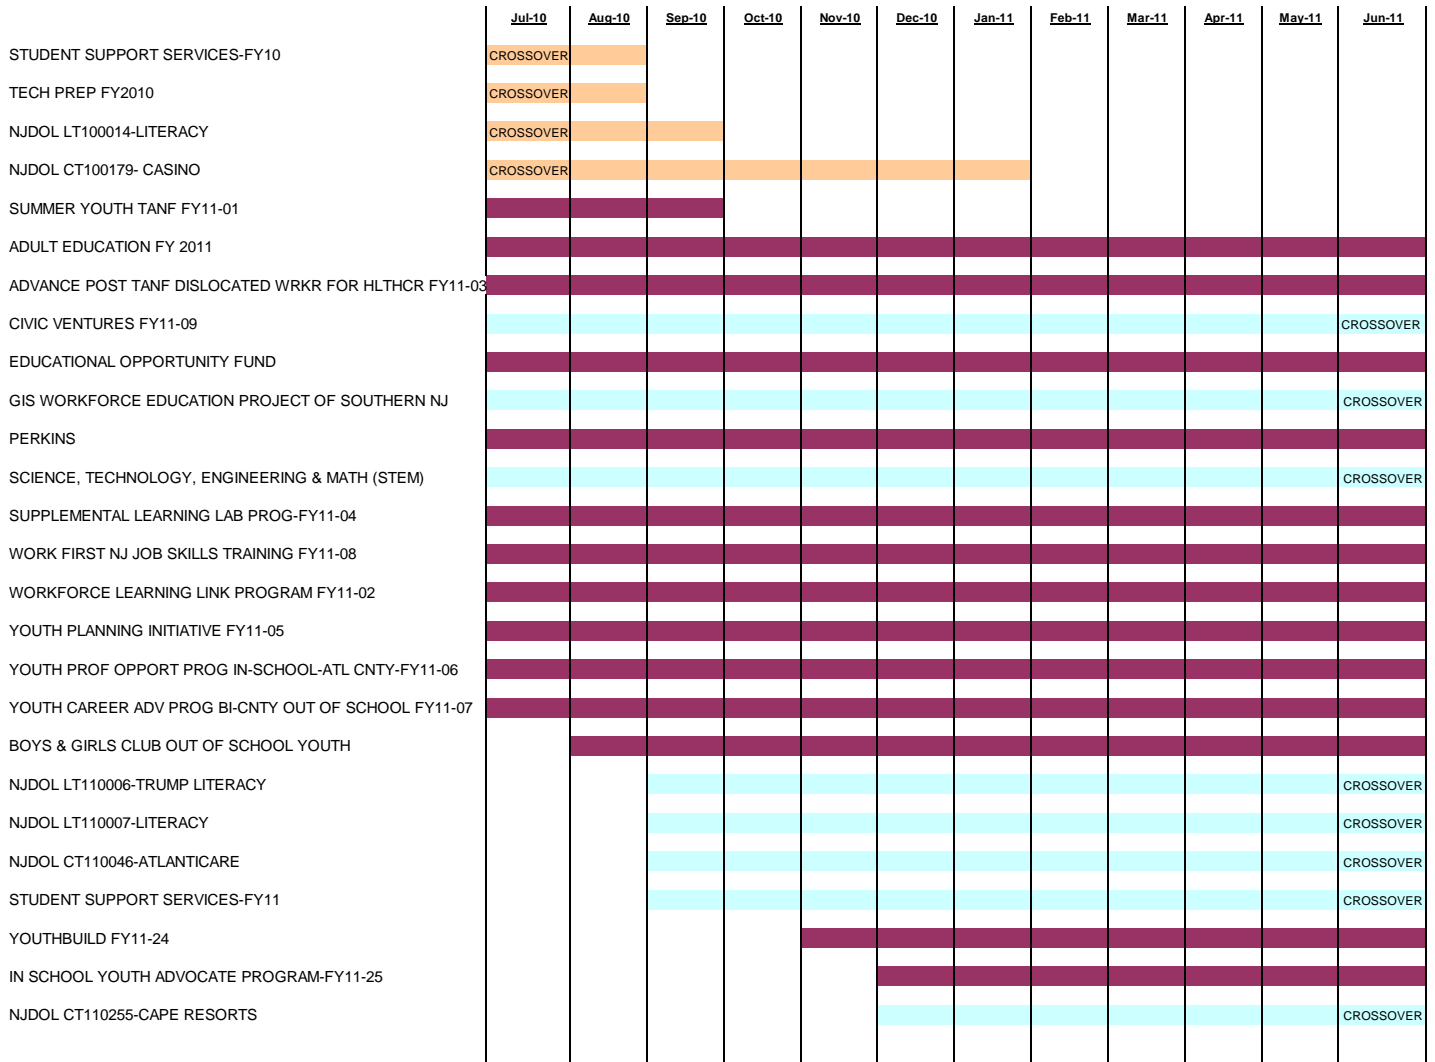 Jul-10 Aug-10 Sep-10 Oct-10 Nov-10 Dec-10 Jan-11 Feb-11 Mar-11 Apr-11 May-11 Jun-11
STUDENT SUPPORT SERVICES-FY10 CROSSOVER
TECH PREP FY2010 CROSSOVER
NJDOL LT100014-LITERACY CROSSOVER
NJDOL CT100179- CASINO CROSSOVER
SUMMER YOUTH TANF FY11-01
ADULT EDUCATION FY 2011
ADVANCE POST TANF DISLOCATED WRKR FOR HLTHCR FY11-03
CIVIC VENTURES FY11-09 CROSSOVER
EDUCATIONAL OPPORTUNITY FUND
GIS WORKFORCE EDUCATION PROJECT OF SOUTHERN NJ CROSSOVER
PERKINS
SCIENCE, TECHNOLOGY, ENGINEERING & MATH (STEM) CROSSOVER
SUPPLEMENTAL LEARNING LAB PROG-FY11-04
WORK FIRST NJ JOB SKILLS TRAINING FY11-08
WORKFORCE LEARNING LINK PROGRAM FY11-02
YOUTH PLANNING INITIATIVE FY11-05
YOUTH PROF OPPORT PROG IN-SCHOOL-ATL CNTY-FY11-06
YOUTH CAREER ADV PROG BI-CNTY OUT OF SCHOOL FY11-07
BOYS & GIRLS CLUB OUT OF SCHOOL YOUTH
NJDOL LT110006-TRUMP LITERACY CROSSOVER
NJDOL LT110007-LITERACY CROSSOVER
NJDOL CT110046-ATLANTICARE CROSSOVER
STUDENT SUPPORT SERVICES-FY11 CROSSOVER
YOUTHBUILD FY11-24
IN SCHOOL YOUTH ADVOCATE PROGRAM-FY11-25
NJDOL CT110255-CAPE RESORTS CROSSOVER